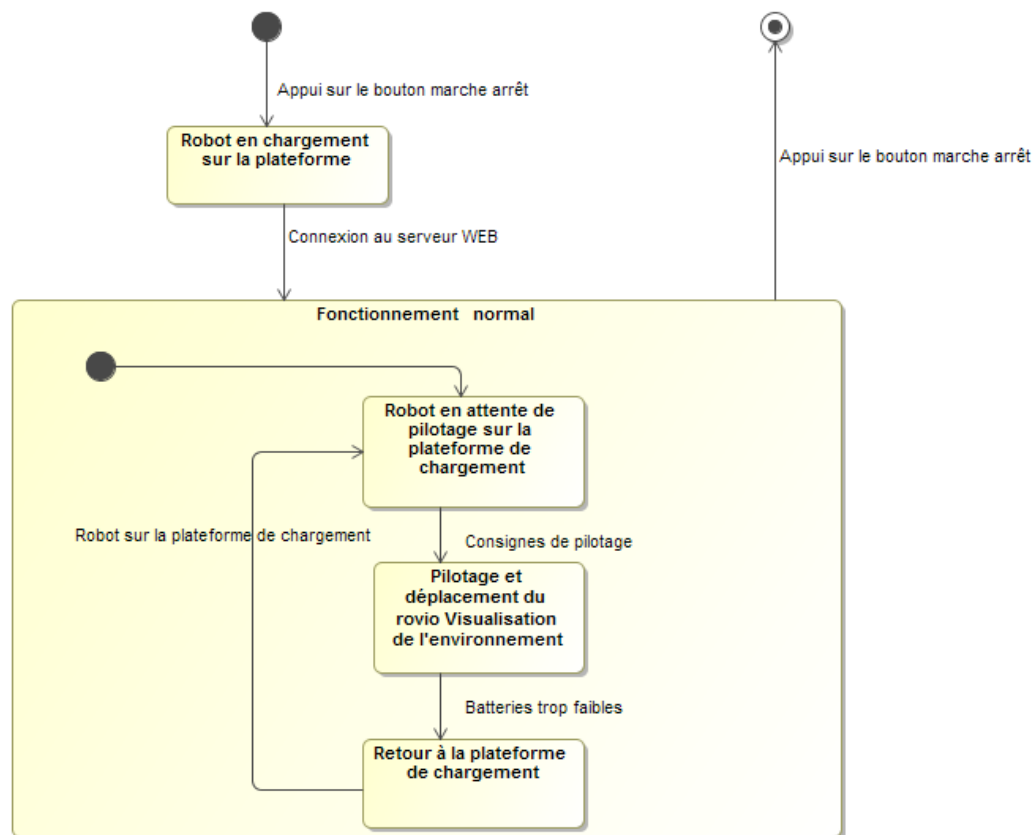 Appui sur le bouton marche arrêt
Robot en chargement
sur la plateforme
Appui sur le bouton marche arrêt
Connexion au serveur WEB
Fonctionnement normal
Robot en attente de
pilotage sur la
plateforme de
chargement
Robot sur la plateforme de chargement
Consignes de pilotage
Pilotage et
déplacement du
rovio Visualisation
de l'environnement
Batteries trop faibles
Retour à la plateforme
de chargement